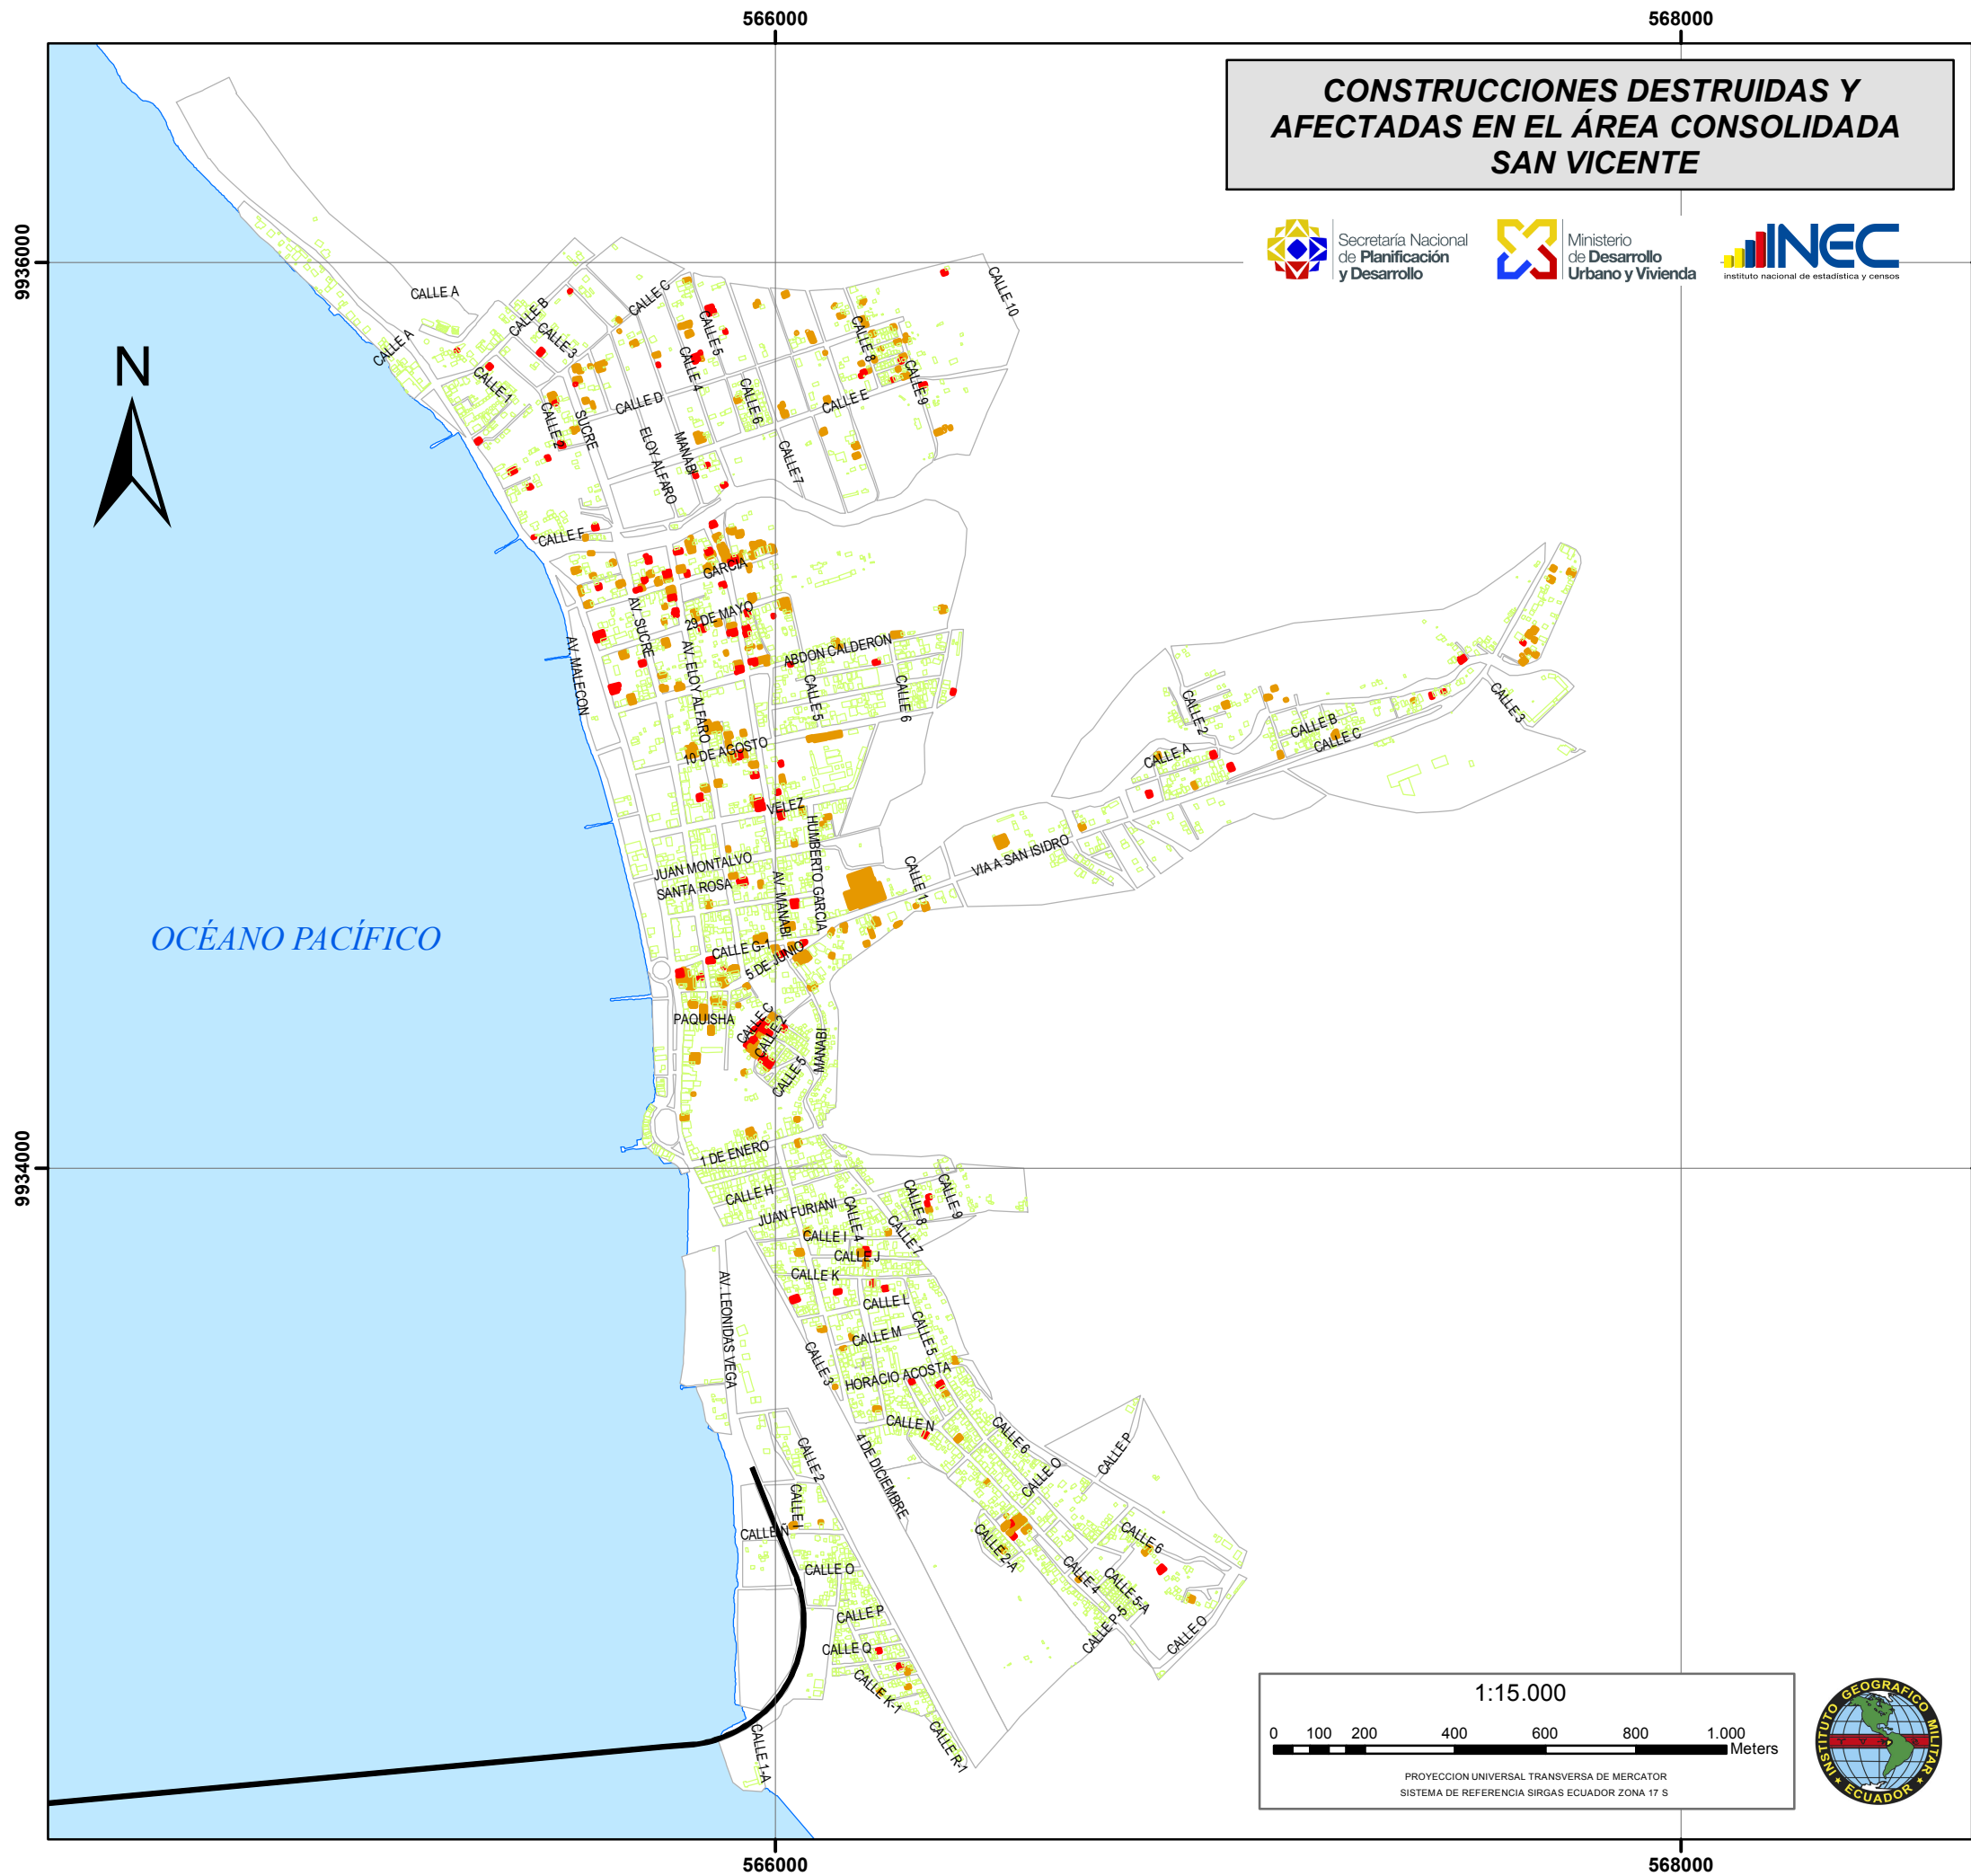 566000
568000
CONSTRUCCIONES DESTRUIDAS Y
AFECTADAS EN EL ÁREA CONSOLIDADA
SAN VICENTE
Secretaría Nacional
de Planificación
y Desarrollo
Ministerio
de Desarrollo
Urbano y Vivienda
INEC
instituto nacional de estadística y censos
9936000
N
CALLE A
CALLE A
CALLE B
CALLE C
CALLE 3
CALLE 1
CALLE 2
SUCRE
CALLE D
ELOY ALFARO
MANABI
CALLE 4
CALLE 5
CALLE 6
CALLE 7
CALLE E
CALLE 8
CALLE 9
CALLE 10
CALLE F
GARCIA
29 DE MAYO
AV. SUCRE
AV. MALECON
AV. ELOY ALFARO
ABDON CALDERON
CALLE 5
CALLE 6
10 DE AGOSTO
VELEZ
HUMBERTO GARCIA
JUAN MONTALVO
SANTA ROSA
AV. MANABI
CALLE 1
VIA A SAN ISIDRO
CALLE A
CALLE 2
CALLE B
CALLE C
CALLE 3
OCÉANO PACÍFICO
CALLE G-1
5 DE JUNIO
PAQUISHA
CALLE C
CALLE 2
CALLE 5
MANABI
9934000
1 DE ENERO
CALLE H
JUAN FURIANI
CALLE 4
CALLE 7
CALLE 8
CALLE 9
CALLE I
CALLE J
CALLE K
CALLE L
AV. LEONIDAS VEGA
CALLE M
CALLE 5
CALLE 3
HORACIO ACOSTA
CALLE N
4 DE DICIEMBRE
CALLE 6
CALLE O
CALLE P
CALLE 2
CALLE I
CALLE Ñ
CALLE O
CALLE 2-A
CALLE 4
CALLE 6
CALLE 5-A
CALLE P-5
CALLE O
CALLE P
CALLE Q
CALLE K-1
CALLE R-1
CALLE 1-A
1:15.000
0 100 200 400 600 800 1.000
Meters
PROYECCION UNIVERSAL TRANSVERSA DE MERCATOR
SISTEMA DE REFERENCIA SIRGAS ECUADOR ZONA 17 S
INSTITUTO GEOGRAFICO MILITAR
ECUADOR
566000
568000